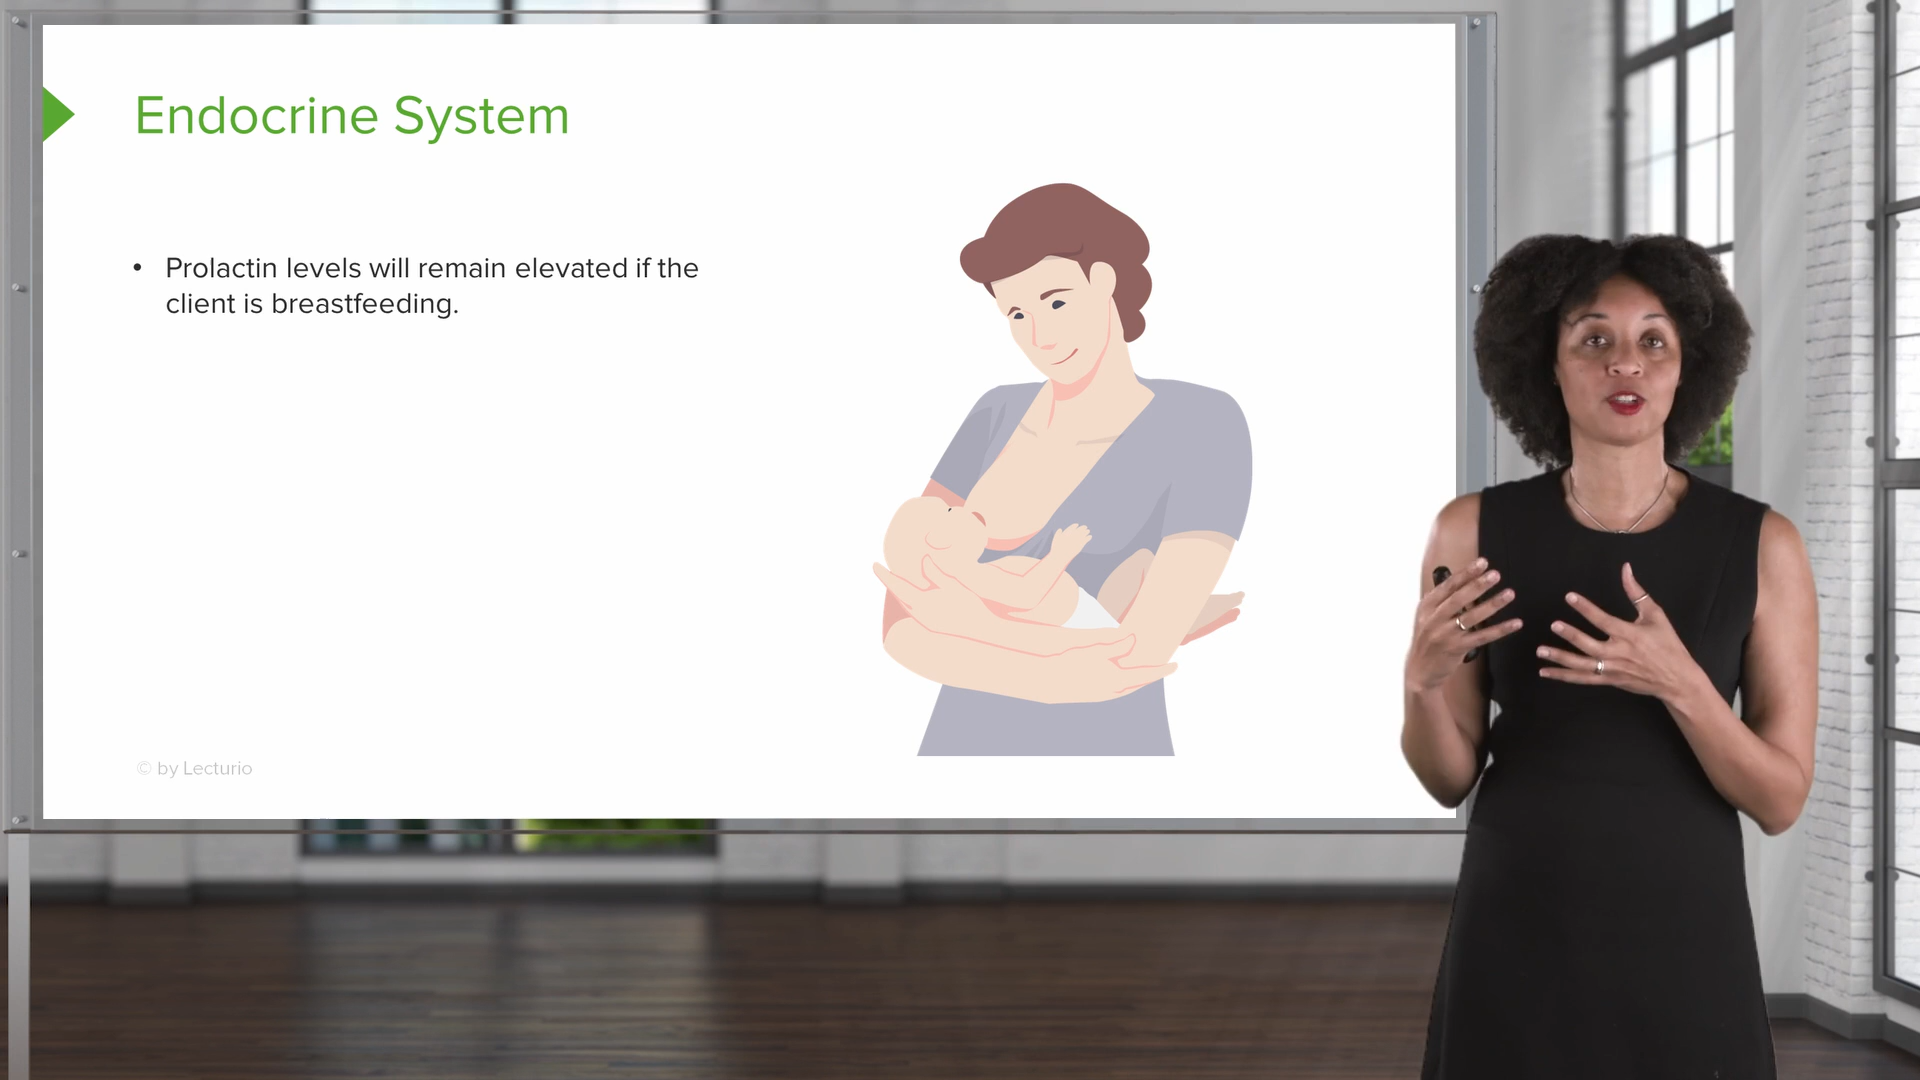 Endocrine System
• Prolactin levels will remain elevated if the
client is breastfeeding.
© by Lecturio